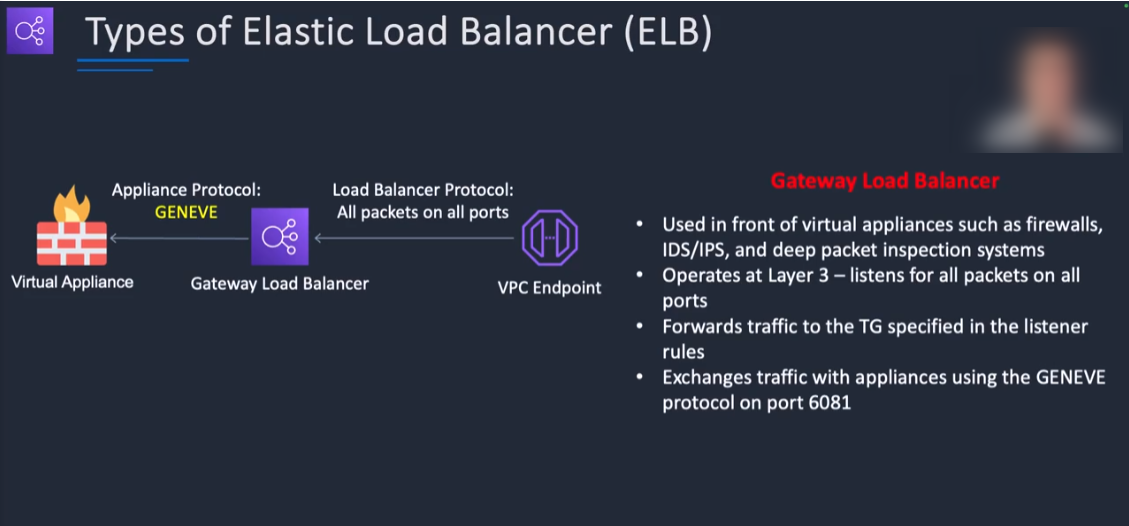 Types of Elastic Load Balancer (ELB)
Appliance Protocol:
GENEVE
Load Balancer Protocol:
All packets on all ports
Virtual Appliance
Gateway Load Balancer
VPC Endpoint
Gateway Load Balancer
• Used in front of virtual appliances such as firewalls,
IDS/IPS, and deep packet inspection systems
• Operates at Layer 3 – listens for all packets on all
ports
• Forwards traffic to the TG specified in the listener
rules
• Exchanges traffic with appliances using the GENEVE
protocol on port 6081